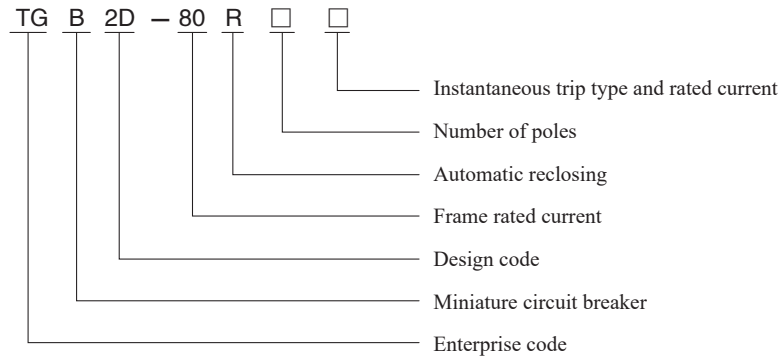 TG B 2D – 80 R □ □
Instantaneous trip type and rated current
Number of poles
Automatic reclosing
Frame rated current
Design code
Miniature circuit breaker
Enterprise code